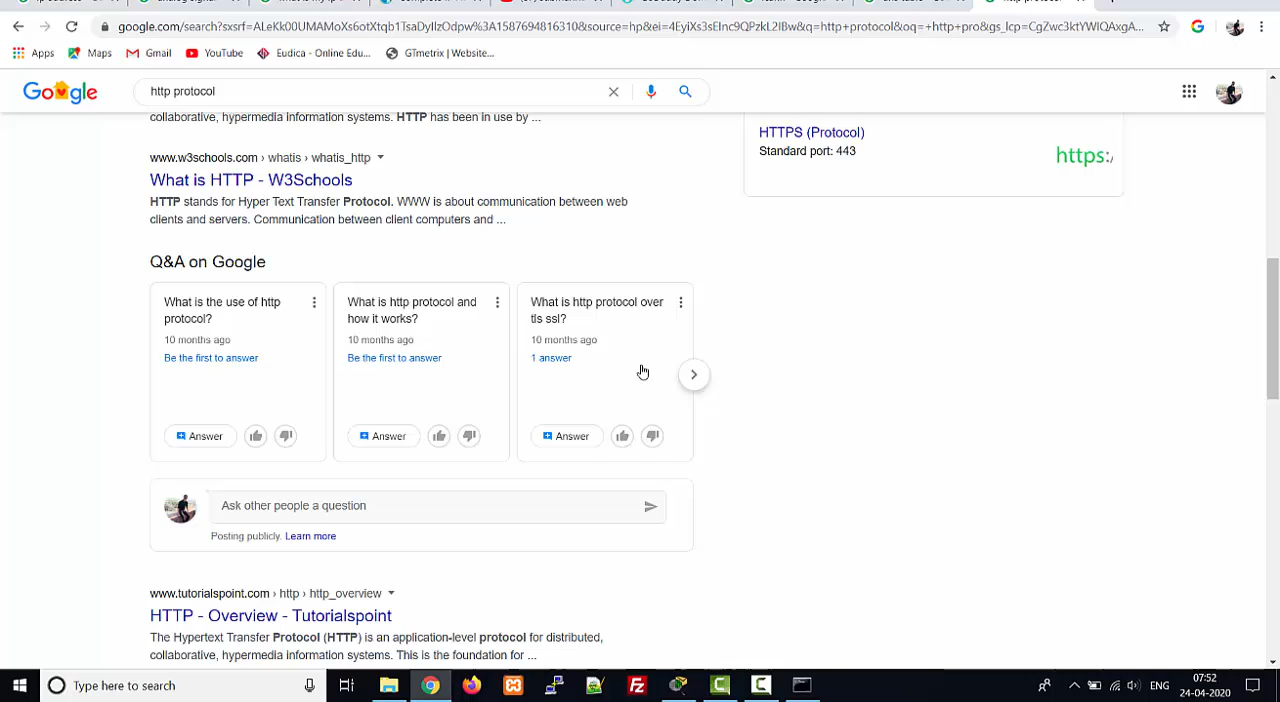 google.com/search?sxsrf=ALeKk00UMAMoXs6otXtqb1TsaDyIlzOdpw%3A1587694816310&source=hp&ei=4EyiXs3sEInc9QPzkL2IBw&q=http+protocol&oq=+http+pro&gs_lcp=CgZwc3ktYWIQAxgA...
Apps Maps Gmail YouTube Eudica - Online Edu... GTmetrix | Website...
Google http protocol
collaborative, hypermedia information systems. HTTP has been in use by ...
HTTPS (Protocol)
Standard port: 443
https:/
www.w3schools.com › whatis › whatis_http
What is HTTP - W3Schools
HTTP stands for Hyper Text Transfer Protocol. WWW is about communication between web
clients and servers. Communication between client computers and ...
Q&A on Google
What is the use of http
protocol?
10 months ago
Be the first to answer
Answer
What is http protocol and
how it works?
10 months ago
Be the first to answer
Answer
What is http protocol over
tls ssl?
10 months ago
1 answer
Answer
Ask other people a question
Posting publicly. Learn more
www.tutorialspoint.com › http › http_overview
HTTP - Overview - Tutorialspoint
The Hypertext Transfer Protocol (HTTP) is an application-level protocol for distributed,
collaborative, hypermedia information systems. This is the foundation for ...
Type here to search
ENG
07:52
24-04-2020